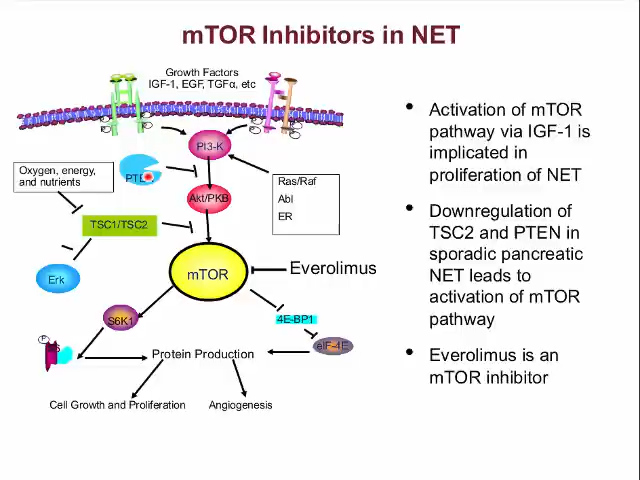 mTOR Inhibitors in NET
Growth Factors
IGF-1, EGF, TGFα, etc
PI3-K
Oxygen, energy,
and nutrients
Ras/Raf
Abl
ER
Akt/PKB
TSC1/TSC2
mTOR
Everolimus
Erk
S6K1
4E-BP1
eIF-4E
P
Protein Production
Cell Growth and Proliferation
Angiogenesis
• Activation of mTOR
pathway via IGF-1 is
implicated in
proliferation of NET
• Downregulation of
TSC2 and PTEN in
sporadic pancreatic
NET leads to
activation of mTOR
pathway
• Everolimus is an
mTOR inhibitor